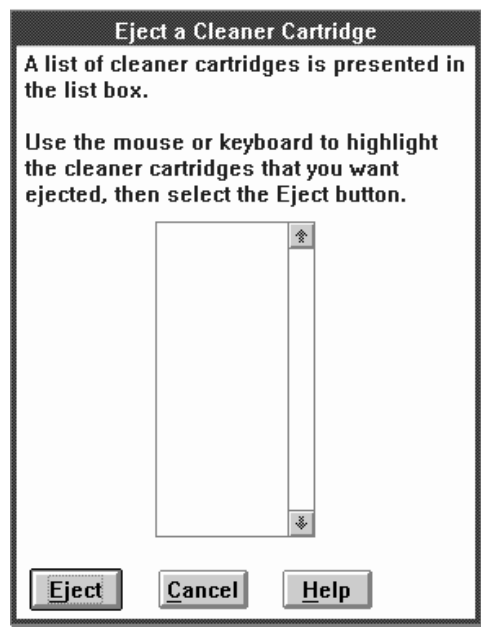 Eject a Cleaner Cartridge
A list of cleaner cartridges is presented in
the list box.
Use the mouse or keyboard to highlight
the cleaner cartridges that you want
ejected, then select the Eject button.
Eject Cancel Help